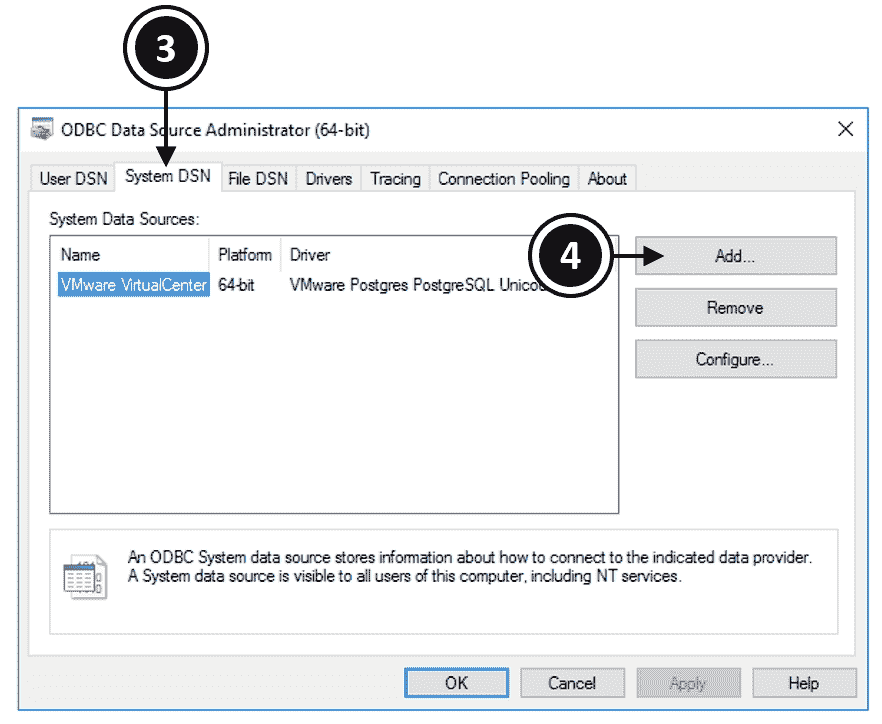 3
ODBC Data Source Administrator (64-bit)
User DSN System DSN File DSN Drivers Tracing Connection Pooling About
System Data Sources:
Name Platform Driver
4
Add...
VMware VirtualCenter 64-bit VMware Postgres PostgreSQL
Remove
Configure...
An ODBC System data source stores information about how to connect to the indicated data provider.
A System data source is visible to all users of this computer, including NT services.
OK Cancel Apply Help